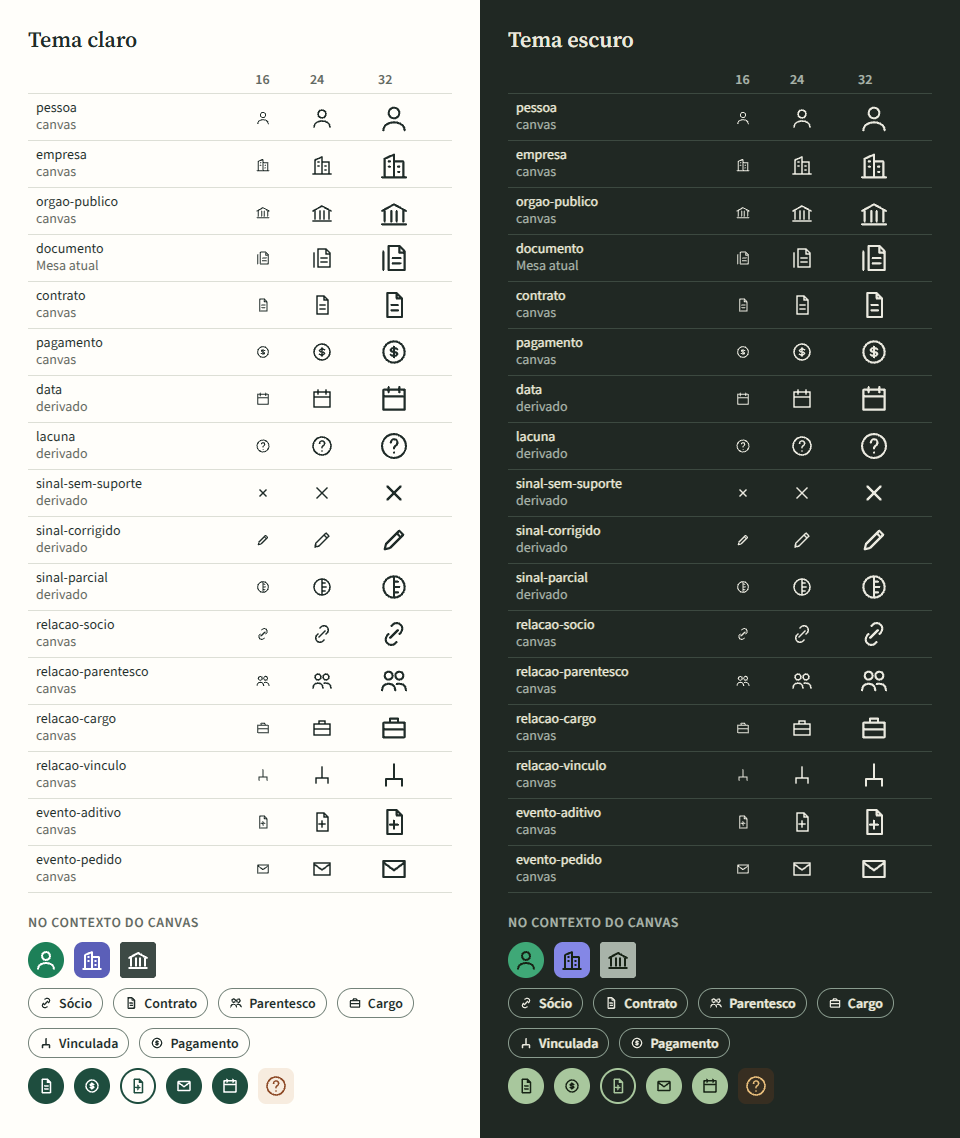 Tema claro
16 24 32
pessoa
canvas
empresa
canvas
orgao-publico
canvas
documento
Mesa atual
contrato
canvas
pagamento
canvas
data
derivado
lacuna
derivado
sinal-sem-suporte
derivado
sinal-corrigido
derivado
sinal-parcial
derivado
relacao-socio
canvas
relacao-parentesco
canvas
relacao-cargo
canvas
relacao-vinculo
canvas
evento-aditivo
canvas
evento-pedido
canvas
NO CONTEXTO DO CANVAS
Sócio Contrato Parentesco Cargo
Vinculada Pagamento
Tema escuro
16 24 32
pessoa
canvas
empresa
canvas
orgao-publico
canvas
documento
Mesa atual
contrato
canvas
pagamento
canvas
data
derivado
lacuna
derivado
sinal-sem-suporte
derivado
sinal-corrigido
derivado
sinal-parcial
derivado
relacao-socio
canvas
relacao-parentesco
canvas
relacao-cargo
canvas
relacao-vinculo
canvas
evento-aditivo
canvas
evento-pedido
canvas
NO CONTEXTO DO CANVAS
Sócio Contrato Parentesco Cargo
Vinculada Pagamento